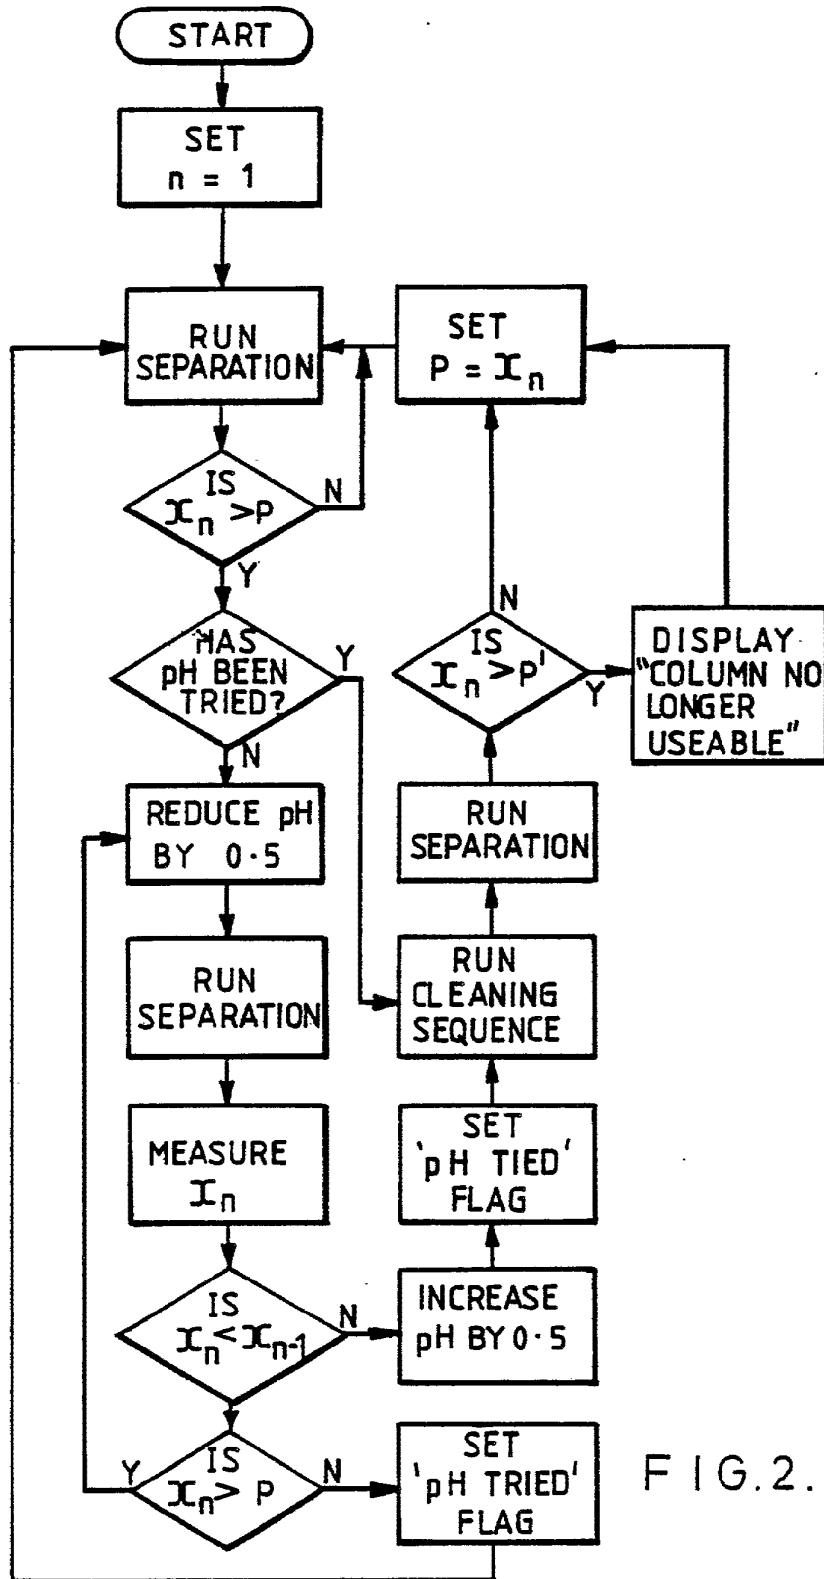 START
SET
n = 1
RUN
SEPARATION
SET
P = xn
IS
xn >P
N
Y
HAS
pH BEEN
TRIED?
Y
N
IS
xn >P'
N
Y
DISPLAY
"COLUMN NO
LONGER
USEABLE"
REDUCE pH
BY 0·5
RUN
SEPARATION
RUN
SEPARATION
RUN
CLEANING
SEQUENCE
MEASURE
xn
SET
'pH TIED'
FLAG
IS
xn < xn-1
N
INCREASE
pH BY 0·5
IS
xn > P
Y
N
SET
'pH TRIED'
FLAG
FIG.2.